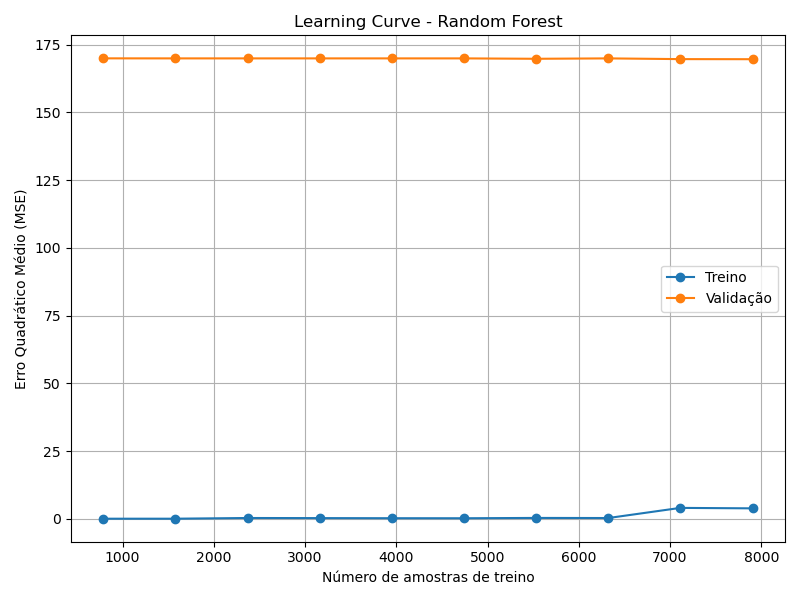 Learning Curve - Random Forest
Erro Quadrático Médio (MSE)
175
150
125
100
75
50
25
0
Treino
Validação
1000 2000 3000 4000 5000 6000 7000 8000
Número de amostras de treino